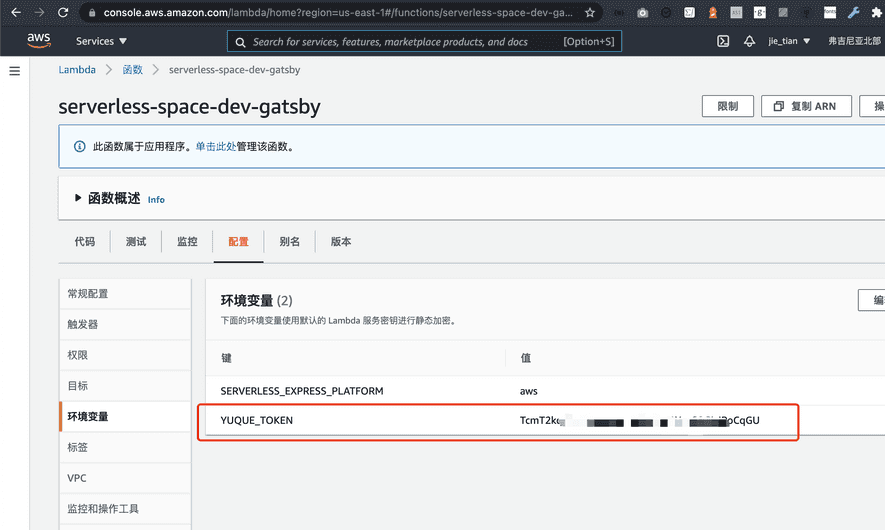 console.aws.amazon.com/lambda/home?region=us-east-1#/functions/serverless-space-dev-ga...
aws
Services ▼
Search for services, features, marketplace products, and docs
[Option+S]
jie_tian ▼
弗吉尼亚北部
Lambda > 函数 > serverless-space-dev-gatsby
serverless-space-dev-gatsby
限制
复制 ARN
操
此函数属于应用程序。单击此处管理该函数。
函数概述 Info
代码
测试
监控
配置
别名
版本
常规配置
触发器
权限
目标
环境变量
标签
VPC
监控和操作工具
环境变量 (2)
编
下面的环境变量使用默认的 Lambda 服务密钥进行静态加密。
键 值
SERVERLESS_EXPRESS_PLATFORM aws
YUQUE_TOKEN